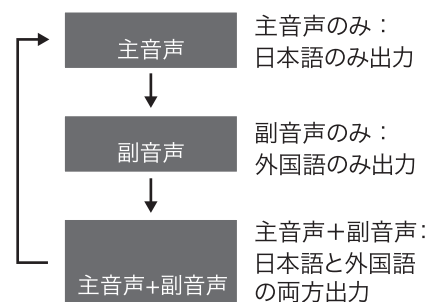 主音声
主音声のみ：
日本語のみ出力
副音声
副音声のみ：
外国語のみ出力
主音声+副音声
主音声＋副音声：
日本語と外国語
の両方出力